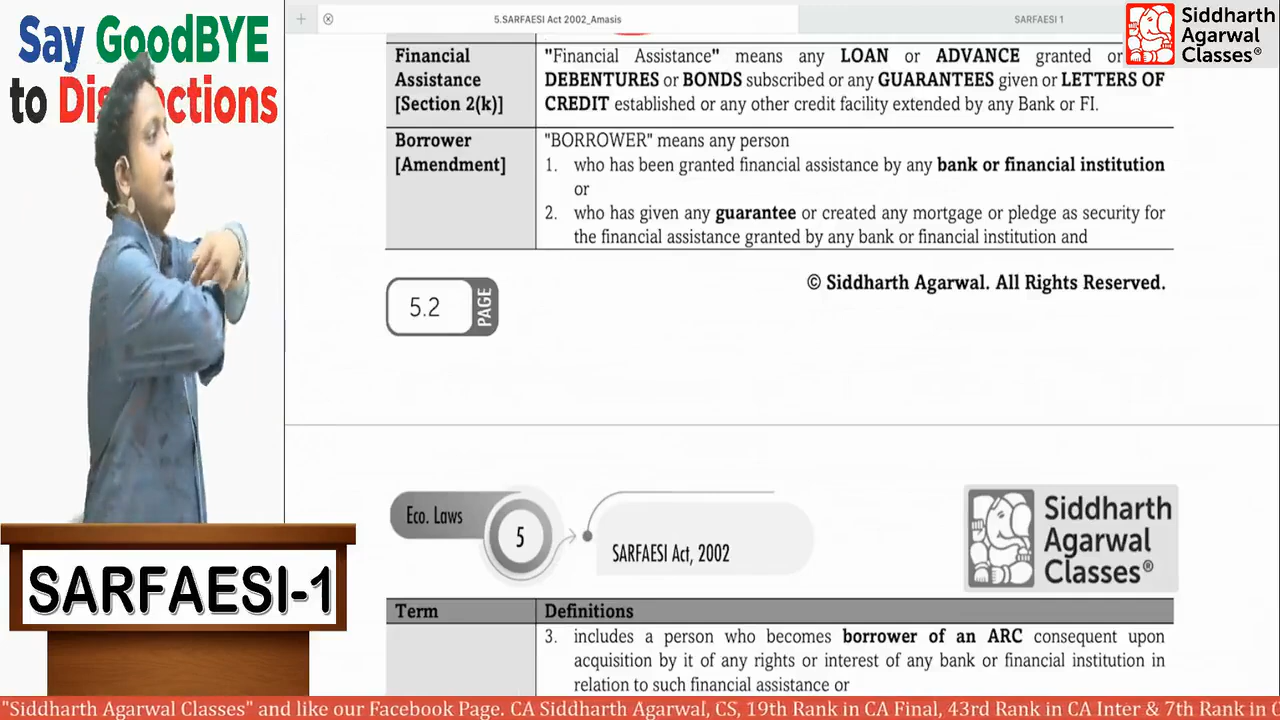 Say GoodBYE
to
5.SARFAESI Act 2002_Amasis
SARFAESI 1
Siddharth
Agarwal
Classes®
Financial
Assistance
[Section 2(k)]
"Financial Assistance" means any LOAN or ADVANCE granted or
DEBENTURES or BONDS subscribed or any GUARANTEES given or LETTERS OF
CREDIT established or any other credit facility extended by any Bank or FI.
Borrower
[Amendment]
"BORROWER" means any person
1. who has been granted financial assistance by any bank or financial institution
or
2. who has given any guarantee or created any mortgage or pledge as security for
the financial assistance granted by any bank or financial institution and
© Siddharth Agarwal. All Rights Reserved.
5.2
PAGE
Eco. Laws
5
SARFAESI Act, 2002
Siddharth
Agarwal
Classes®
Term
Definitions
3. includes a person who becomes borrower of an ARC consequent upon
acquisition by it of any rights or interest of any bank or financial institution in
relation to such financial assistance or
SARFAESI-1
"Siddharth Agarwal Classes" and like our Facebook Page. CA Siddharth Agarwal, CS, 19th Rank in CA Final, 43rd Rank in CA Inter & 7th Rank in